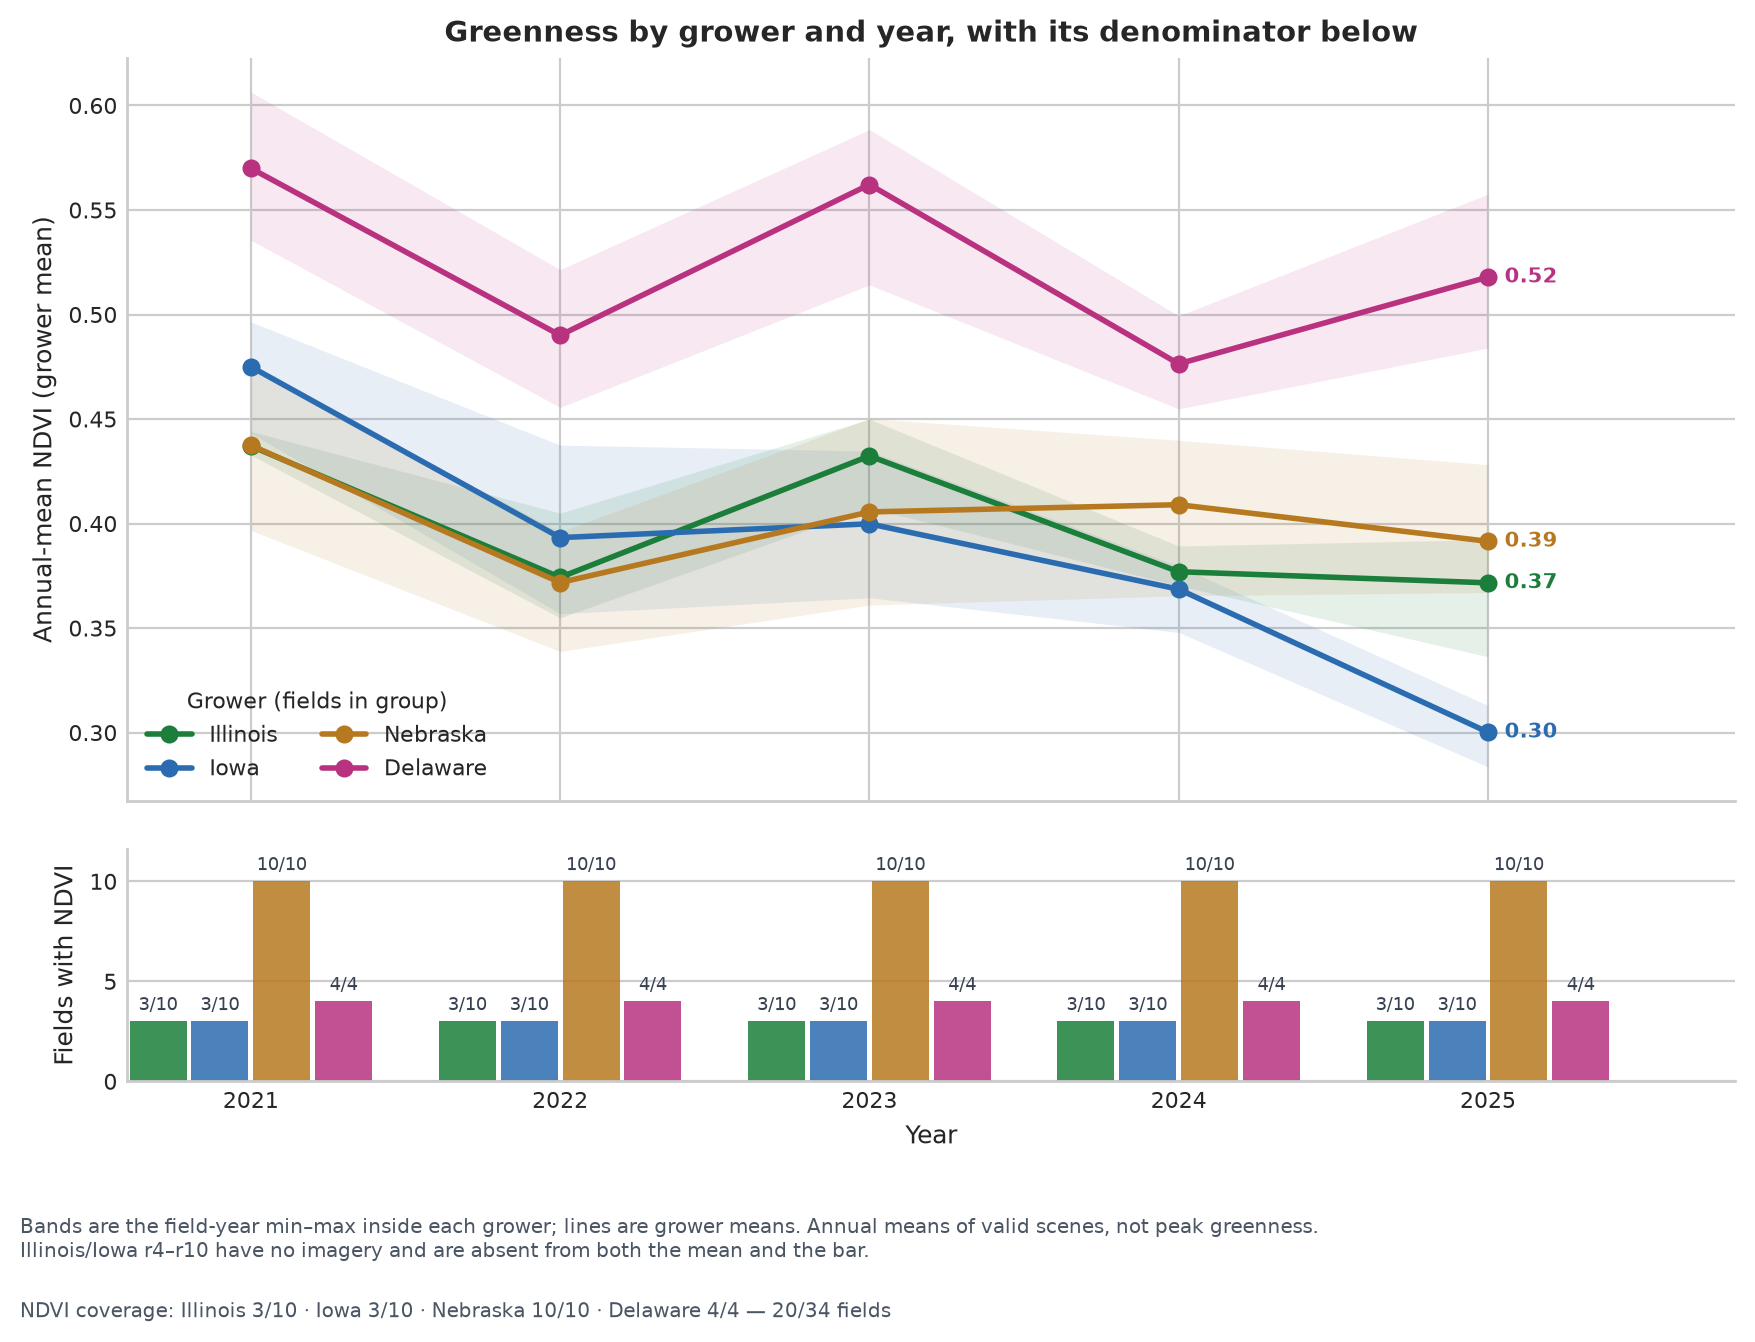 Greenness by grower and year, with its denominator below
Annual-mean NDVI (grower mean)
0.60
0.55
0.50
0.45
0.40
0.35
0.30
0.52
0.39
0.37
0.30
Grower (fields in group)
Illinois
Nebraska
Iowa
Delaware
Fields with NDVI
10
5
0
3/10 3/10 10/10 4/4
3/10 3/10 10/10 4/4
3/10 3/10 10/10 4/4
3/10 3/10 10/10 4/4
3/10 3/10 10/10 4/4
2021 2022 2023 2024 2025
Year
Bands are the field-year min–max inside each grower; lines are grower means. Annual means of valid scenes, not peak greenness.
Illinois/Iowa r4–r10 have no imagery and are absent from both the mean and the bar.
NDVI coverage: Illinois 3/10 · Iowa 3/10 · Nebraska 10/10 · Delaware 4/4 — 20/34 fields